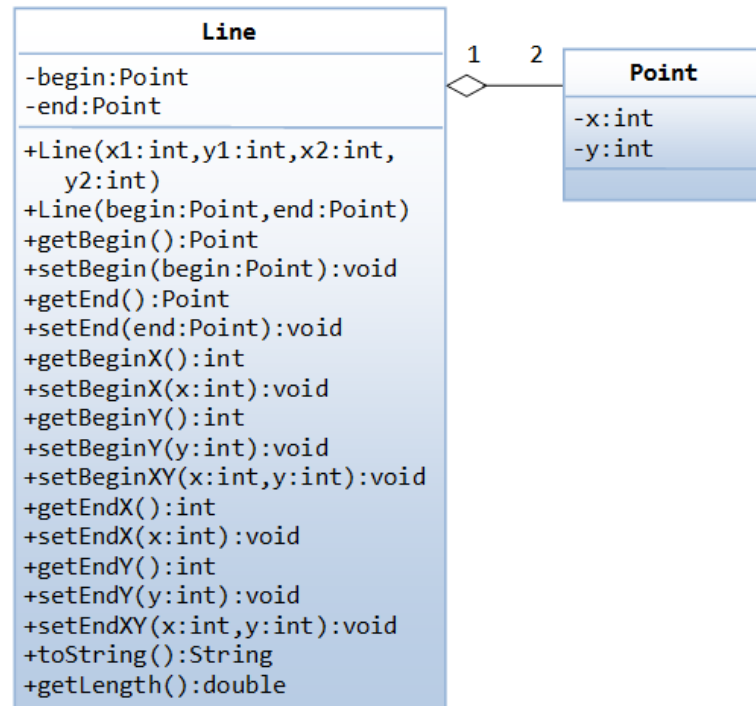 Line
-begin:Point
-end:Point
+Line(x1:int,y1:int,x2:int,
y2:int)
+Line(begin:Point,end:Point)
+getBegin():Point
+setBegin(begin:Point):void
+getEnd():Point
+setEnd(end:Point):void
+getBeginX():int
+setBeginX(x:int):void
+getBeginY():int
+setBeginY(y:int):void
+setBeginXY(x:int,y:int):void
+getEndX():int
+setEndX(x:int):void
+getEndY():int
+setEndY(y:int):void
+setEndXY(x:int,y:int):void
+toString():String
+getLength():double
1 2
Point
-x:int
-y:int